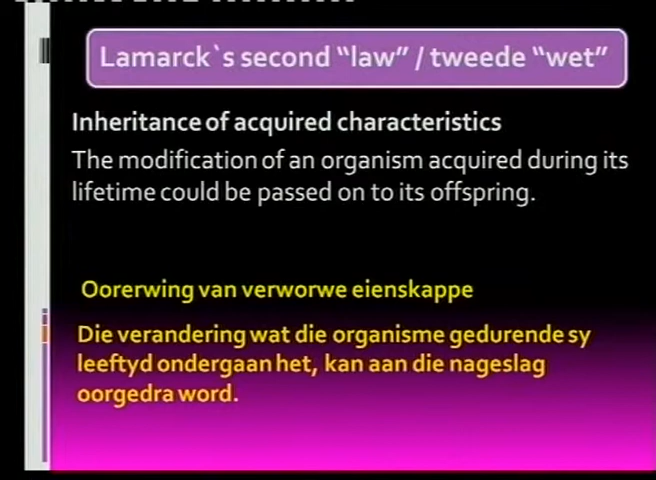 Lamarck`s second “law” / tweede “wet”
Inheritance of acquired characteristics
The modification of an organism acquired during its
lifetime could be passed on to its offspring.
Oorerwing van verworwe eienskappe
Die verandering wat die organisme gedurende sy
leeftyd ondergaan het, kan aan die nageslag
oorgedra word.